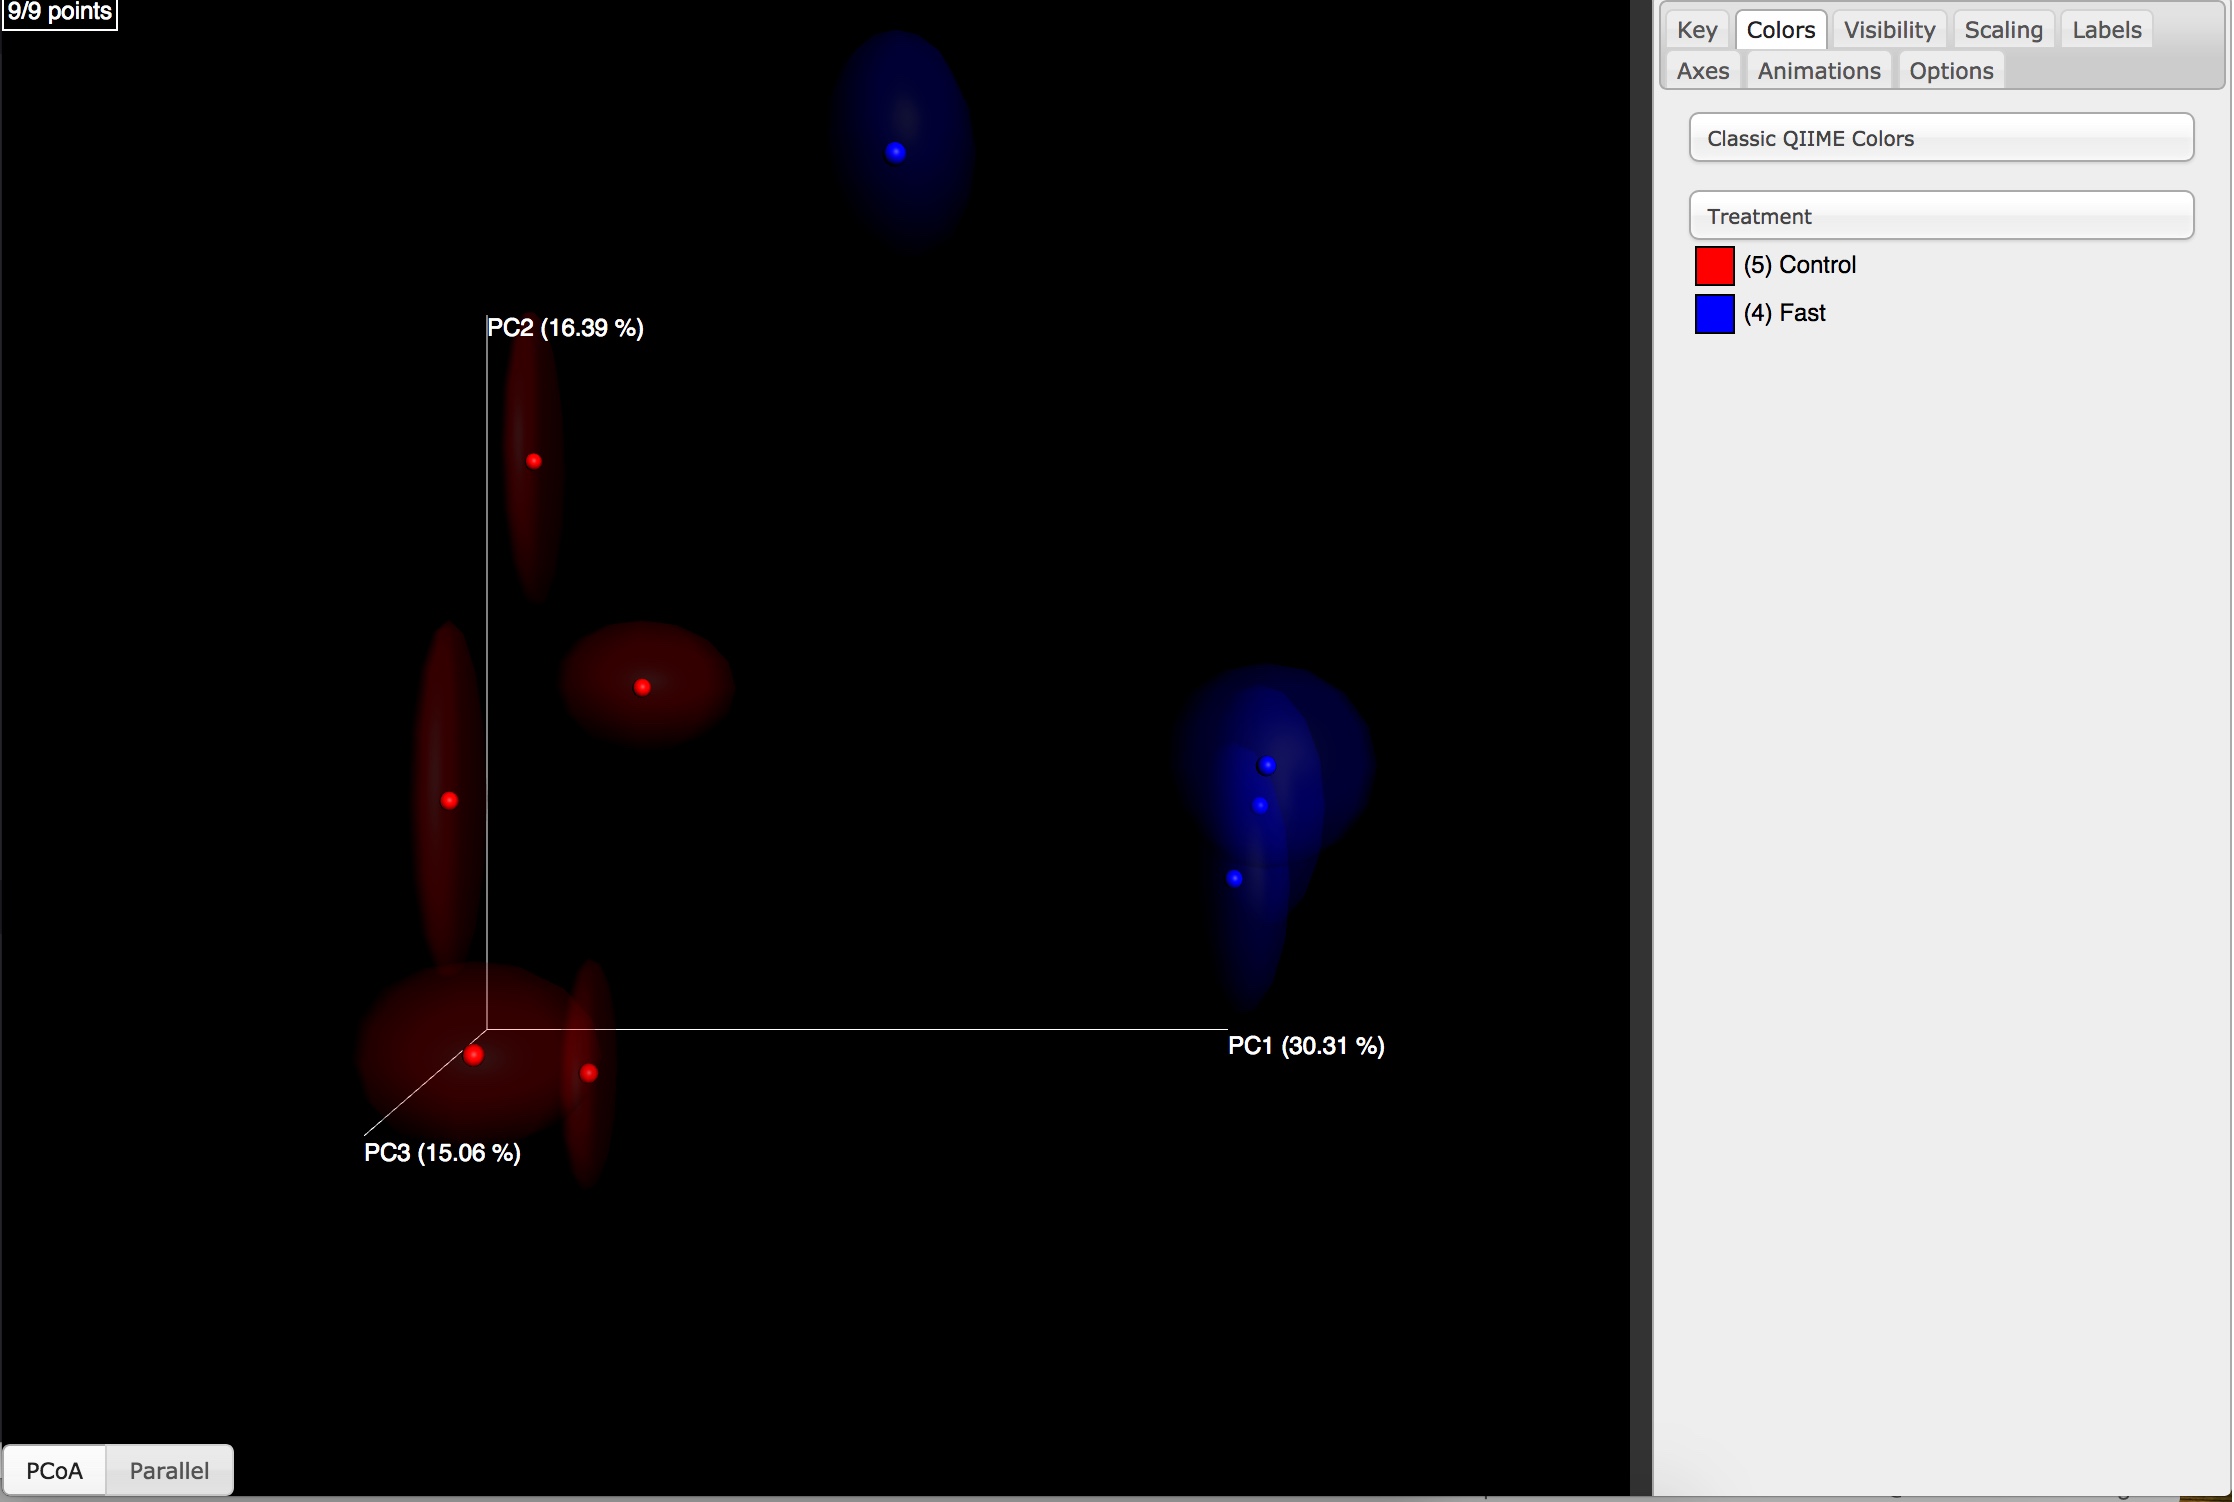 9/9 points
PC2 (16.39 %)
PC1 (30.31 %)
PC3 (15.06 %)
PCoA Parallel
Key Colors Visibility Scaling Labels
Axes Animations Options
Classic QIIME Colors
Treatment
(5) Control
(4) Fast